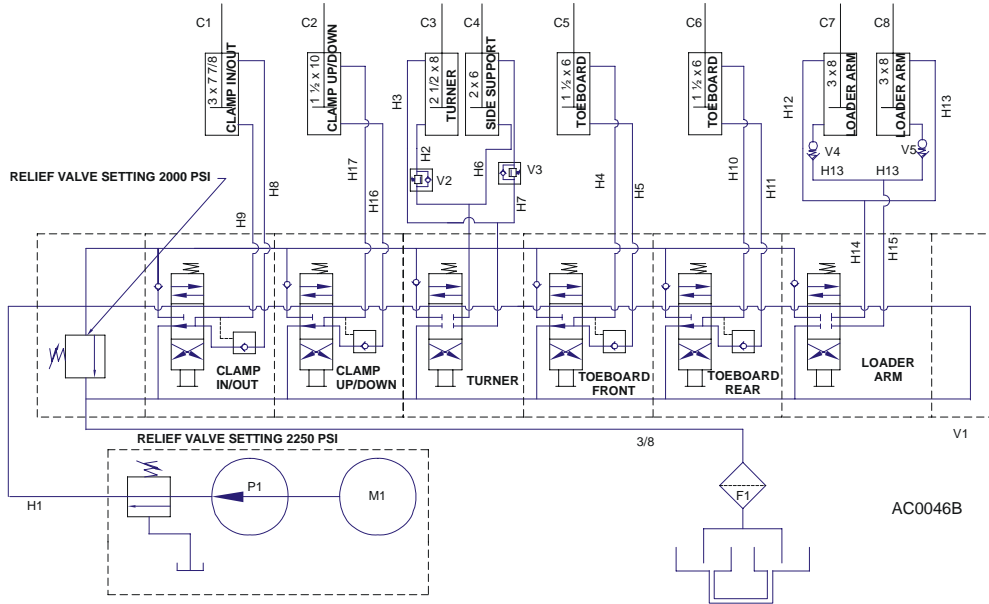 C1
C2
C3
C4
C5
C6
C7
C8
3 x 7 7/8
CLAMP IN/OUT
1 ½ x 10
CLAMP UP/DOWN
2 1/2 x 8
TURNER
2 x 6
SIDE SUPPORT
1 ½ x 6
TOEBOARD
1 ½ x 6
TOEBOARD
3 x 8
LOADER ARM
3 x 8
LOADER ARM
H3
H12
H13
H2
H6
V4
V5
H9
H8
H17
H16
V2
V3
H7
H4
H5
H10
H11
H13
H13
RELIEF VALVE SETTING 2000 PSI
H14
H15
CLAMP
IN/OUT
CLAMP
UP/DOWN
TURNER
TOEBOARD
FRONT
TOEBOARD
REAR
LOADER
ARM
RELIEF VALVE SETTING 2250 PSI
3/8
V1
H1
P1
M1
F1
AC0046B